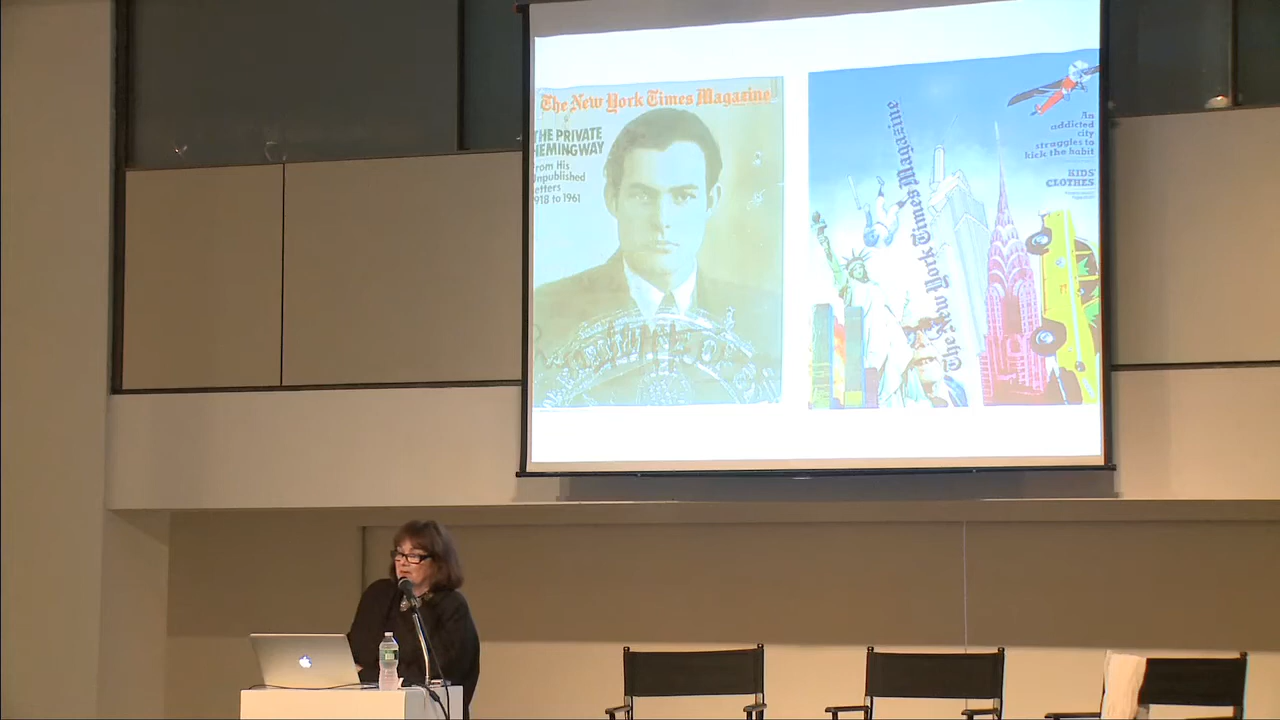 The New York Times Magazine
THE PRIVATE
HEMINGWAY
From His
Unpublished
Letters
1918 to 1961
The New York Times Magazine
An
addicted
city
struggles to
kick the habit
KIDS'
CLOTHES